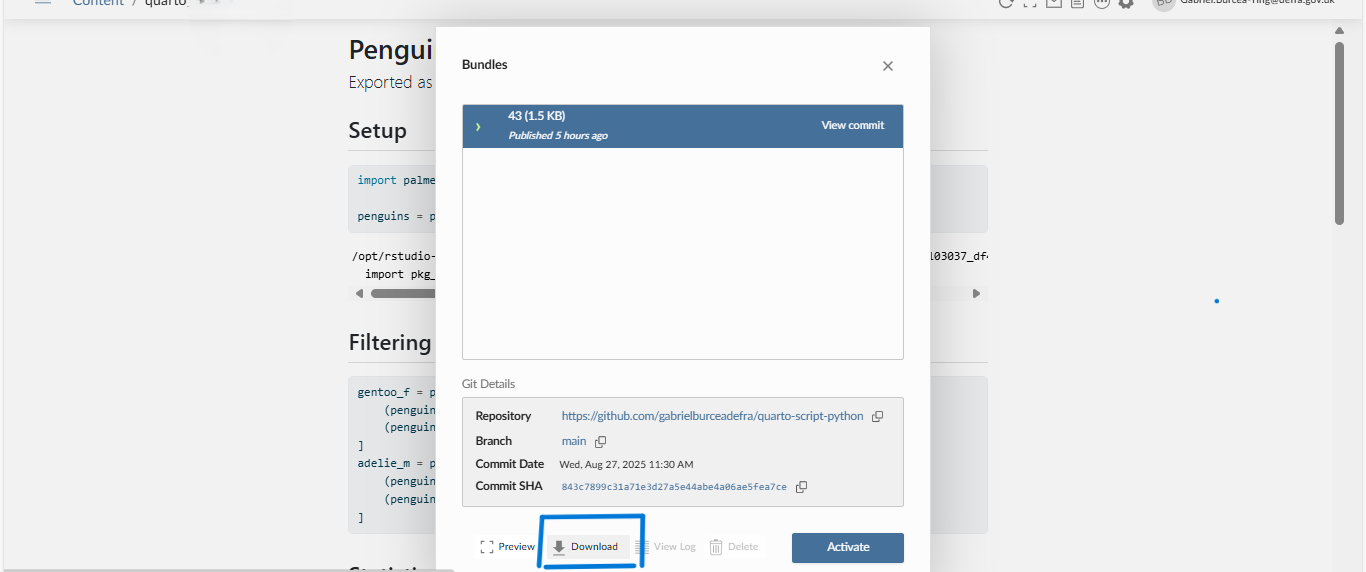 Content / quarto_
Gabriel.Burcea-Ting@defra.gov.uk
Pengui
Exported as
Setup
import palme
penguins = p
/opt/rstudio-
import pkg_
103037_df4
Filtering
gentoo_f = p
(penguin
(penguin
]
adelie_m = p
(penguin
(penguin
]
Bundles
43 (1.5 KB)
Published 5 hours ago
View commit
Git Details
Repository https://github.com/gabrielburceadefra/quarto-script-python
Branch main
Commit Date Wed, Aug 27, 2025 11:30 AM
Commit SHA 843c7899c31a71e3d27a5e44abe4a06ae5fea7ce
Preview Download View Log Delete Activate